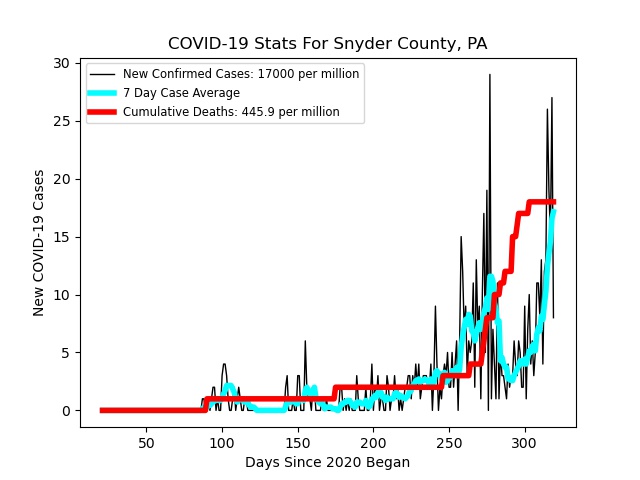 COVID-19 Stats For Snyder County, PA
30
25
20
15
10
5
0
New COVID-19 Cases
New Confirmed Cases: 17000 per million
7 Day Case Average
Cumulative Deaths: 445.9 per million
50 100 150 200 250 300
Days Since 2020 Began